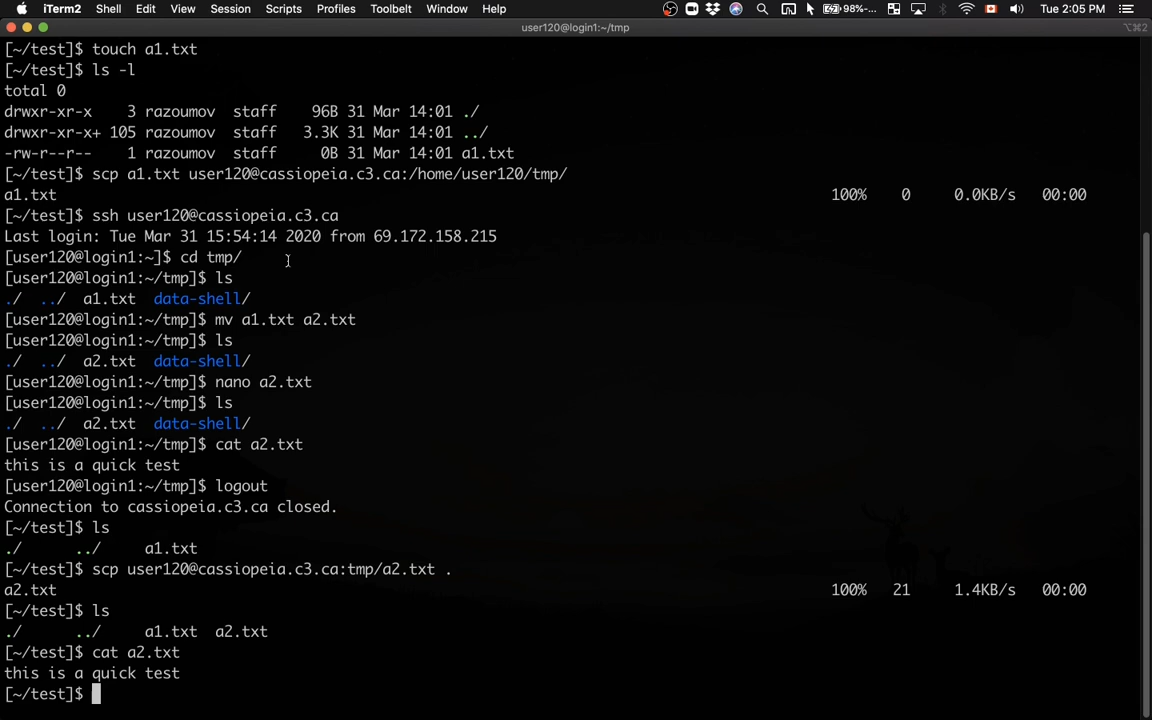 iTerm2 Shell Edit View Session Scripts Profiles Toolbelt Window Help 98%... Tue 2:05 PM
user120@login1:~/tmp ⌥⌘2
[~/test]$ touch a1.txt
[~/test]$ ls -l
total 0
drwxr-xr-x 3 razoumov staff 96B 31 Mar 14:01 ./
drwxr-xr-x+ 105 razoumov staff 3.3K 31 Mar 14:01 ../
-rw-r--r-- 1 razoumov staff 0B 31 Mar 14:01 a1.txt
[~/test]$ scp a1.txt user120@cassiopeia.c3.ca:/home/user120/tmp/
a1.txt 100% 0 0.0KB/s 00:00
[~/test]$ ssh user120@cassiopeia.c3.ca
Last login: Tue Mar 31 15:54:14 2020 from 69.172.158.215
[user120@login1:~]$ cd tmp/
[user120@login1:~/tmp]$ ls
./ ../ a1.txt data-shell/
[user120@login1:~/tmp]$ mv a1.txt a2.txt
[user120@login1:~/tmp]$ ls
./ ../ a2.txt data-shell/
[user120@login1:~/tmp]$ nano a2.txt
[user120@login1:~/tmp]$ ls
./ ../ a2.txt data-shell/
[user120@login1:~/tmp]$ cat a2.txt
this is a quick test
[user120@login1:~/tmp]$ logout
Connection to cassiopeia.c3.ca closed.
[~/test]$ ls
./ ../ a1.txt
[~/test]$ scp user120@cassiopeia.c3.ca:tmp/a2.txt .
a2.txt 100% 21 1.4KB/s 00:00
[~/test]$ ls
./ ../ a1.txt a2.txt
[~/test]$ cat a2.txt
this is a quick test
[~/test]$